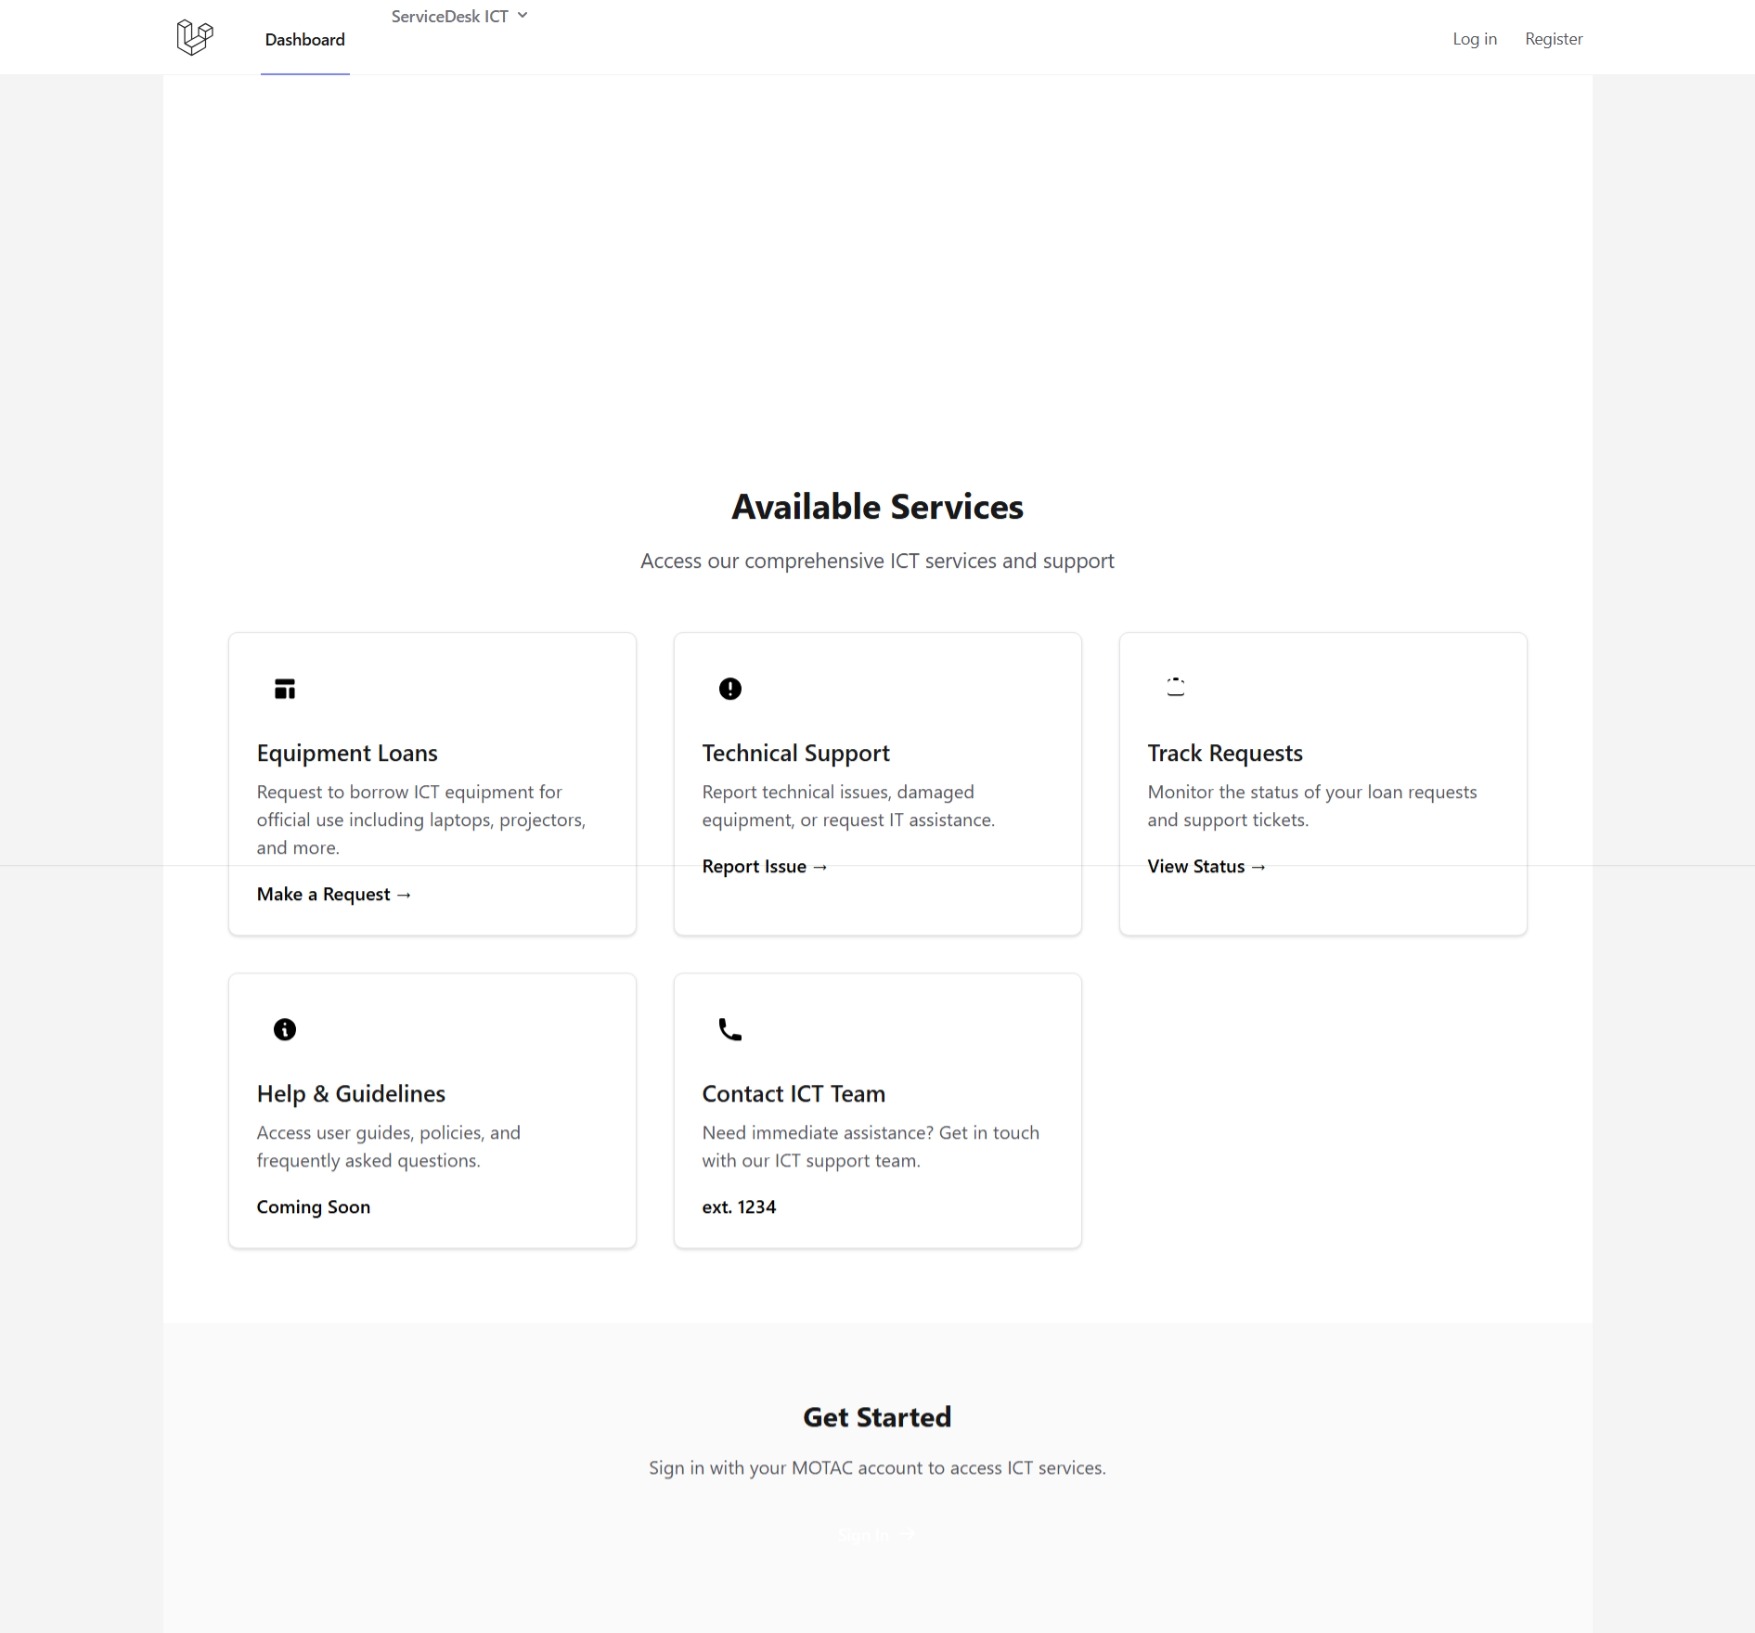 ServiceDesk ICT
Dashboard
Log in
Register
Available Services
Access our comprehensive ICT services and support
Equipment Loans
Request to borrow ICT equipment for
official use including laptops, projectors,
and more.
Make a Request →
Technical Support
Report technical issues, damaged
equipment, or request IT assistance.
Report Issue →
Track Requests
Monitor the status of your loan requests
and support tickets.
View Status →
Help & Guidelines
Access user guides, policies, and
frequently asked questions.
Coming Soon
Contact ICT Team
Need immediate assistance? Get in touch
with our ICT support team.
ext. 1234
Get Started
Sign in with your MOTAC account to access ICT services.
Sign In →